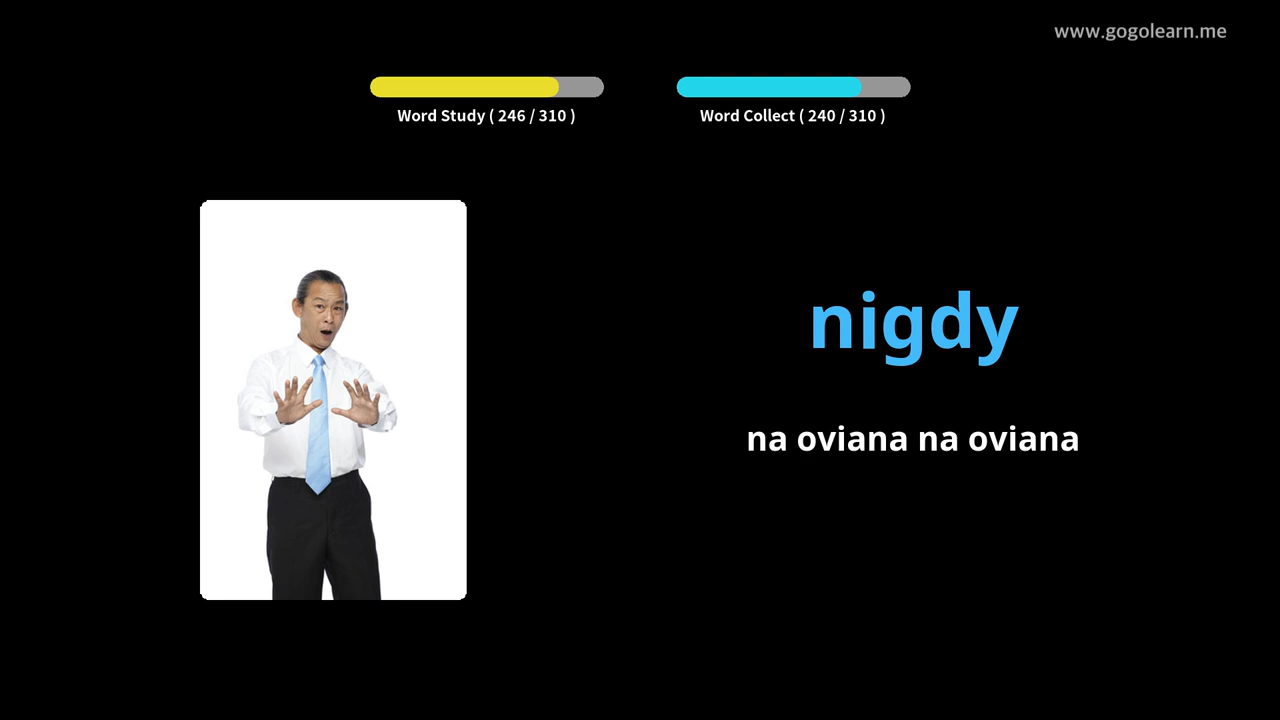 www.gogolearn.me
Word Study ( 246 / 310 )
Word Collect ( 240 / 310 )
nigdy
na oviana na oviana